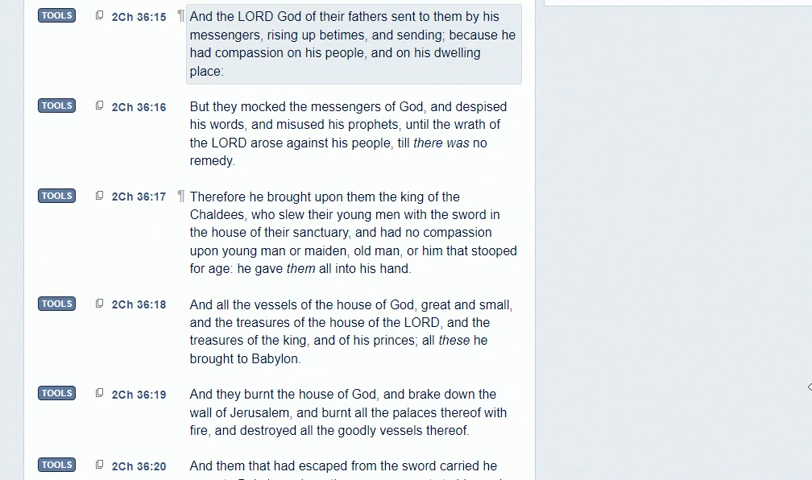 TOOLS 2Ch 36:15 ¶ And the LORD God of their fathers sent to them by his
messengers, rising up betimes, and sending; because he
had compassion on his people, and on his dwelling
place:
TOOLS 2Ch 36:16 But they mocked the messengers of God, and despised
his words, and misused his prophets, until the wrath of
the LORD arose against his people, till there was no
remedy.
TOOLS 2Ch 36:17 ¶ Therefore he brought upon them the king of the
Chaldees, who slew their young men with the sword in
the house of their sanctuary, and had no compassion
upon young man or maiden, old man, or him that stooped
for age: he gave them all into his hand.
TOOLS 2Ch 36:18 And all the vessels of the house of God, great and small,
and the treasures of the house of the LORD, and the
treasures of the king, and of his princes; all these he
brought to Babylon.
TOOLS 2Ch 36:19 And they burnt the house of God, and brake down the
wall of Jerusalem, and burnt all the palaces thereof with
fire, and destroyed all the goodly vessels thereof.
TOOLS 2Ch 36:20 And them that had escaped from the sword carried he